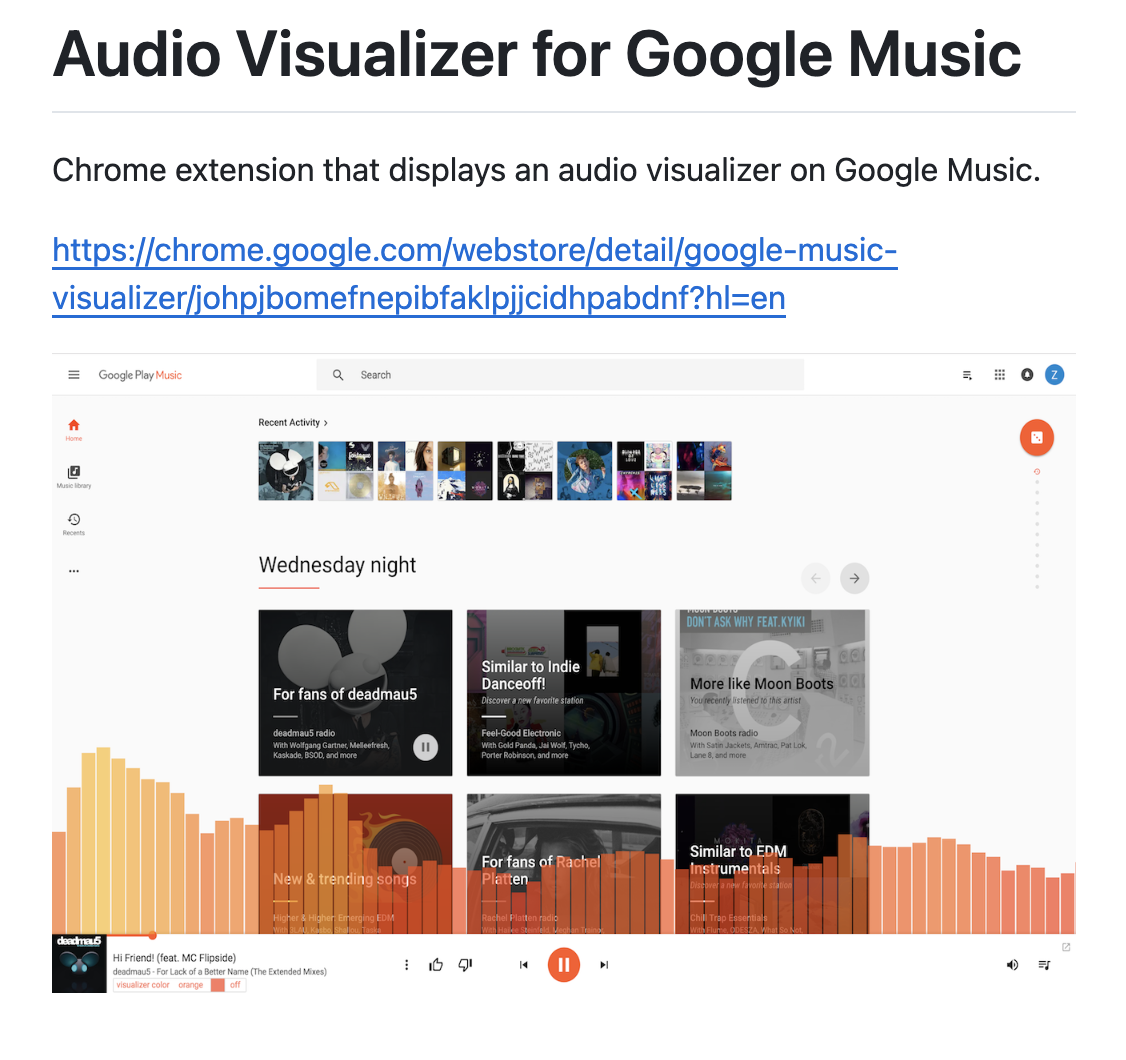 Audio Visualizer for Google Music
Chrome extension that displays an audio visualizer on Google Music.
https://chrome.google.com/webstore/detail/google-music-
visualizer/johpjbomefnepibfaklpjjcidhpabdnf?hl=en
Google Play Music
Search
Z
Home
Music library
Recents
Recent Activity
Wednesday night
For fans of deadmau5
deadmau5 radio
With Wolfgang Gartner, Melleefresh,
Kaskade, BSOD, and more
Similar to Indie
Danceoff!
Discover a new favorite station
Feel-Good Electronic
With Gold Panda, Jai Wolf, Tycho,
Porter Robinson, and more
MOON BOOTS
DON'T ASK WHY FEAT.KYIKI
C
More like Moon Boots
You recently listened to this artist
Moon Boots radio
With Satin Jackets, Amtrac, Pat Lok,
Lane 8, and more
New & trending songs
Higher & Higher: Emerging EDM
For fans of Rachel
Platten
Rachel Platten radio
With Hailee Steinfeld, Meghan Trainor,
Similar to EDM
Instrumentals
Discover a new favorite station
Chill Trap Essentials
With Flume, ODESZA, What So Not,
deadmau5
Hi Friend! (feat. MC Flipside)
deadmau5 - For Lack of a Better Name (The Extended Mixes)
visualizer color orange off